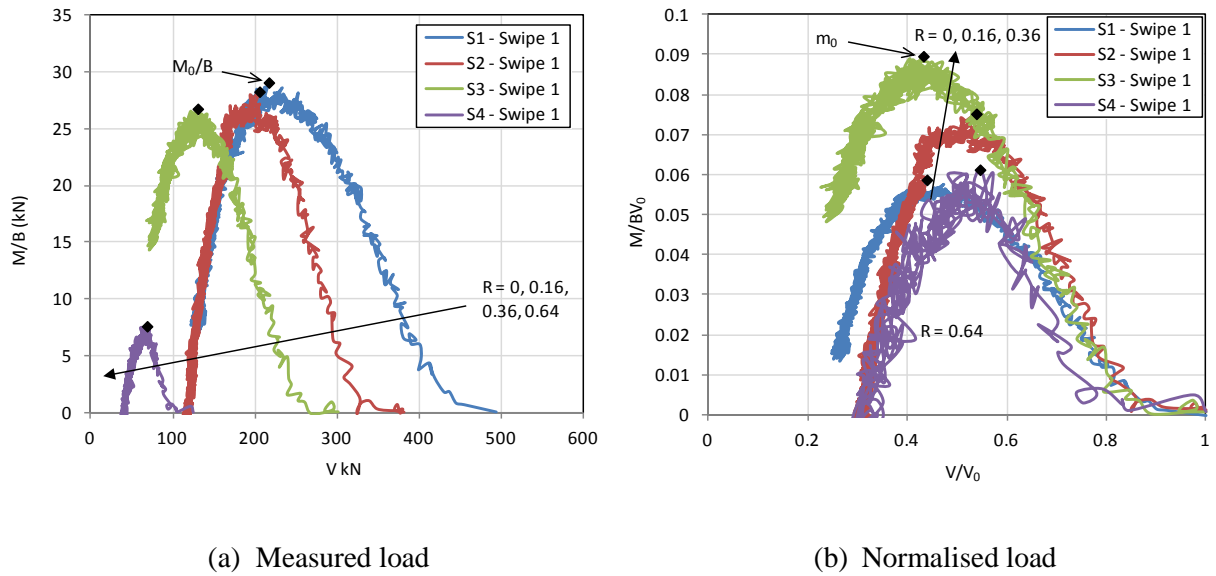 35
30
25
20
15
10
5
0
M/B (kN)
0 100 200 300 400 500 600
V kN
M₀/B
S1 - Swipe 1
S2 - Swipe 1
S3 - Swipe 1
S4 - Swipe 1
R = 0, 0.16,
0.36, 0.64
(a) Measured load
0.1
0.09
0.08
0.07
0.06
0.05
0.04
0.03
0.02
0.01
0
M/BV₀
0 0.2 0.4 0.6 0.8 1
V/V₀
m₀
R = 0, 0.16, 0.36
S1 - Swipe 1
S2 - Swipe 1
S3 - Swipe 1
S4 - Swipe 1
R = 0.64
(b) Normalised load